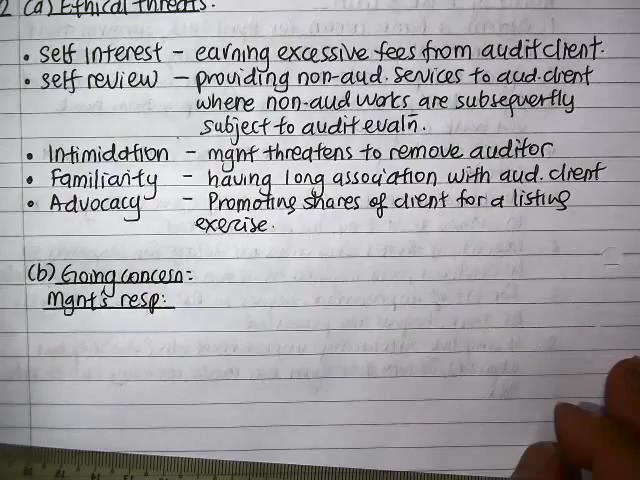 2 (a) Ethical threats.
• Self interest – earning excessive fees from audit client.
• Self review – providing non-aud. services to aud. client
where non-aud works are subsequently
subject to audit evaln.
• Intimidation – mgnt threatens to remove auditor
• Familiarity – having long association with aud. client
• Advocacy – Promoting shares of client for a listing
exercise.
(b) Going concern:
Mgnt's resp: